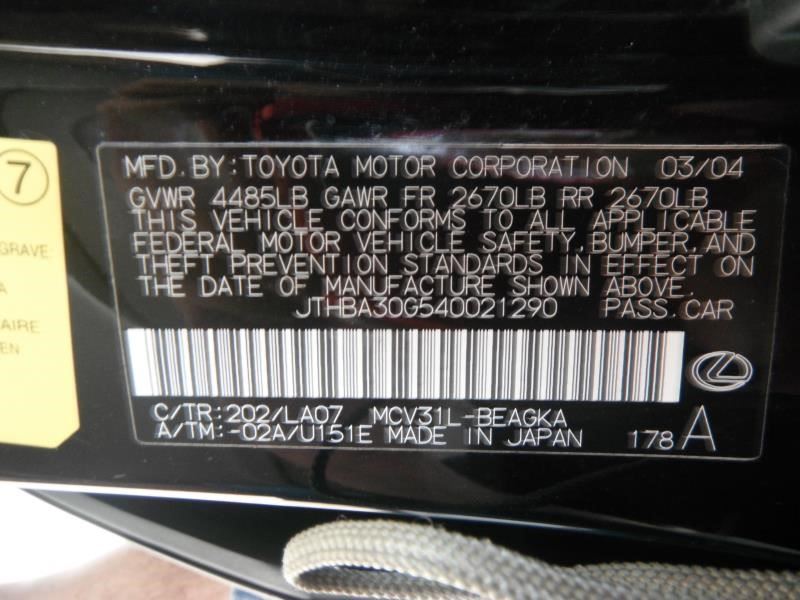 MFD.BY:TOYOTA MOTOR CORPORATION 03/04
GVWR 4485LB GAWR FR 2670LB RR 2670LB
THIS VEHICLE CONFORMS TO ALL APPLICABLE
FEDERAL MOTOR VEHICLE SAFETY,BUMPER,AND
THEFT PREVENTION STANDARDS IN EFFECT ON
THE DATE OF MANUFACTURE SHOWN ABOVE.
JTHBA30G540021290 PASS.CAR
C/TR:202/LA07 MCV31L-BEAGKA
A/TM:-02A/U151E MADE IN JAPAN 178 A
7
GRAVE
A
AIRE
EN